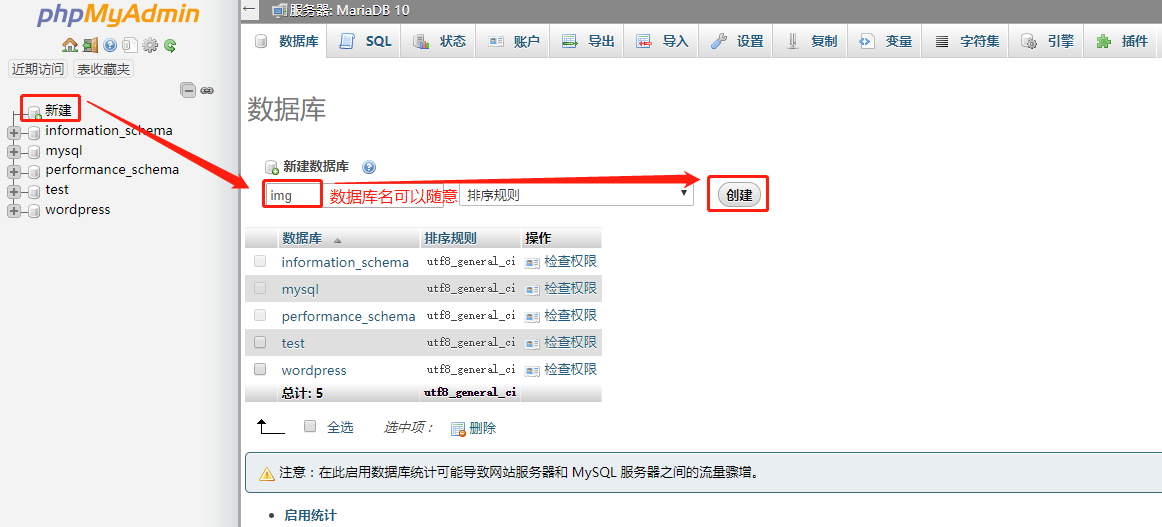 phpMyAdmin
近期访问 表收藏夹
新建
information_schema
mysql
performance_schema
test
wordpress
服务器: MariaDB 10
数据库 SQL 状态 账户 导出 导入 设置 复制 变量 字符集 引擎 插件
数据库
新建数据库
img 数据库名可以随意 排序规则 创建
数据库 排序规则 操作
information_schema utf8_general_ci 检查权限
mysql utf8_general_ci 检查权限
performance_schema utf8_general_ci 检查权限
test utf8_general_ci 检查权限
wordpress utf8_general_ci 检查权限
总计: 5 utf8_general_ci
全选 选中项： 删除
注意：在此启用数据库统计可能导致网站服务器和 MySQL 服务器之间的流量骤增。
启用统计